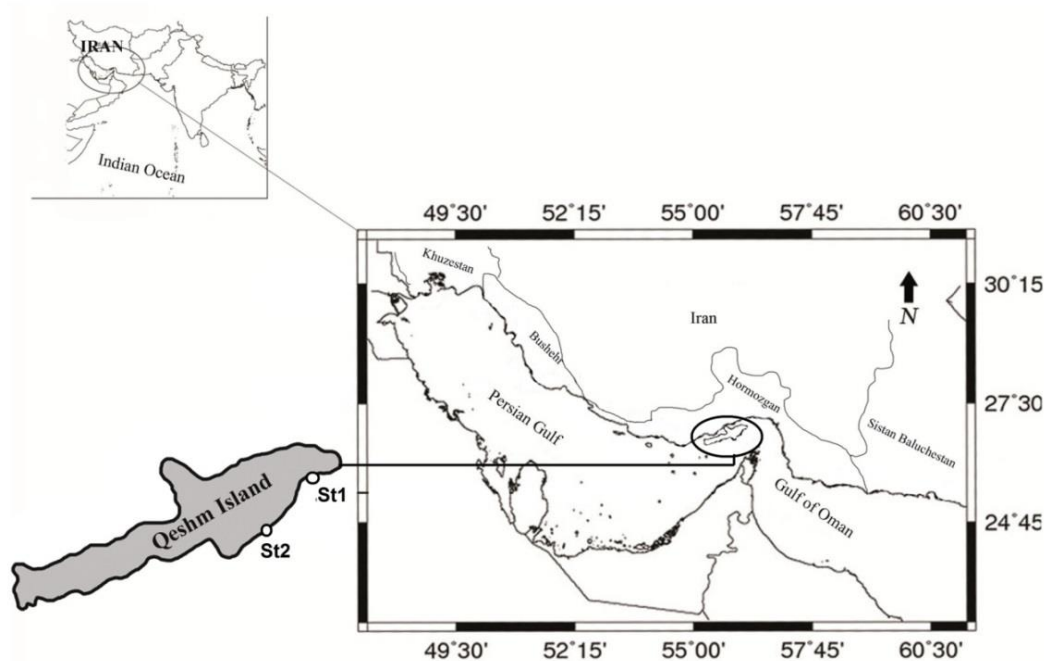 IRAN
Indian Ocean
49˚30' 52˚15' 55˚00' 57˚45' 60˚30'
Khuzestan
30˚15'
N
Iran
Bushehr
Hormozgan
Persian Gulf
27˚30'
Sistan Baluchestan
Qeshm Island
St1
Gulf of Oman
St2
24˚45'
49˚30' 52˚15' 55˚00' 57˚45' 60˚30'